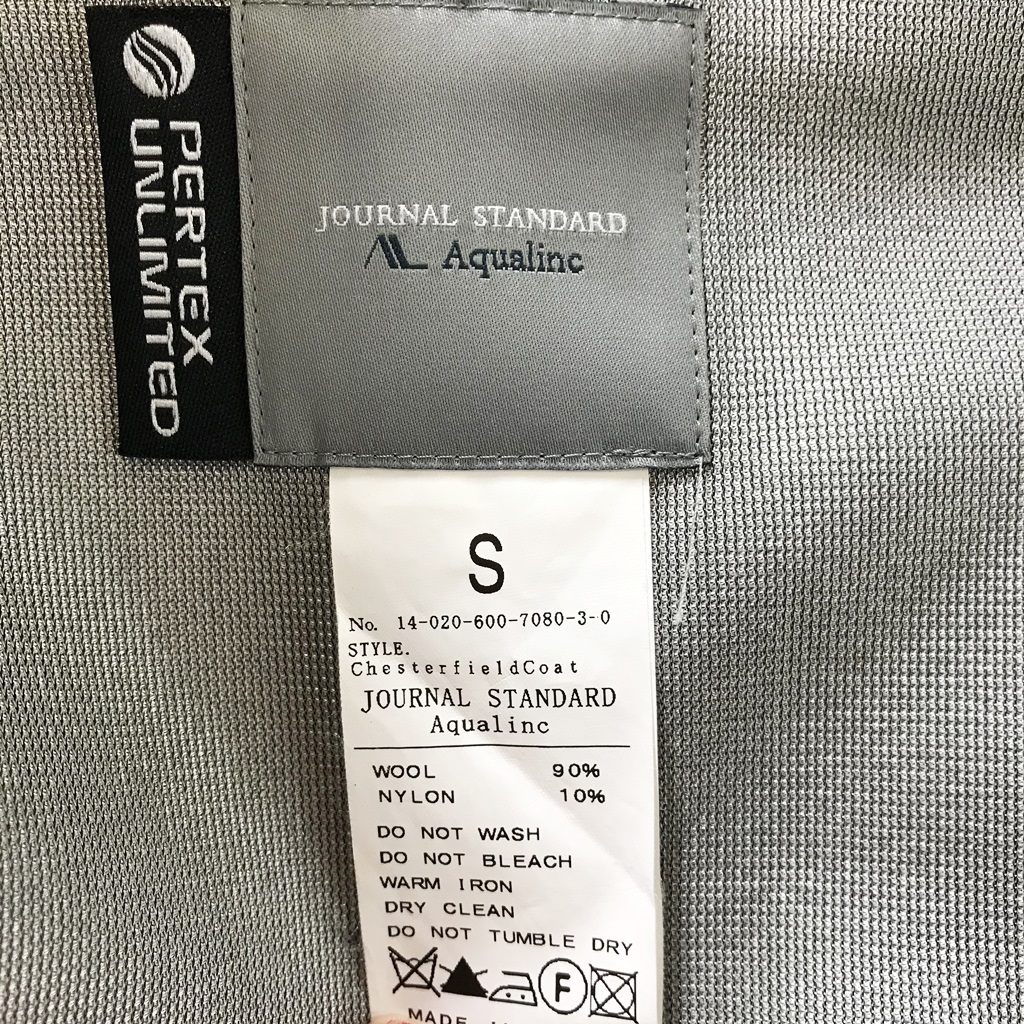 PERTEX
UNLIMITED
JOURNAL STANDARD
Aqualinc
S
No. 14-020-600-7080-3-0
STYLE.
ChesterfieldCoat
JOURNAL STANDARD
Aqualinc
WOOL 90%
NYLON 10%
DO NOT WASH
DO NOT BLEACH
WARM IRON
DRY CLEAN
DO NOT TUMBLE DRY
F
MADE